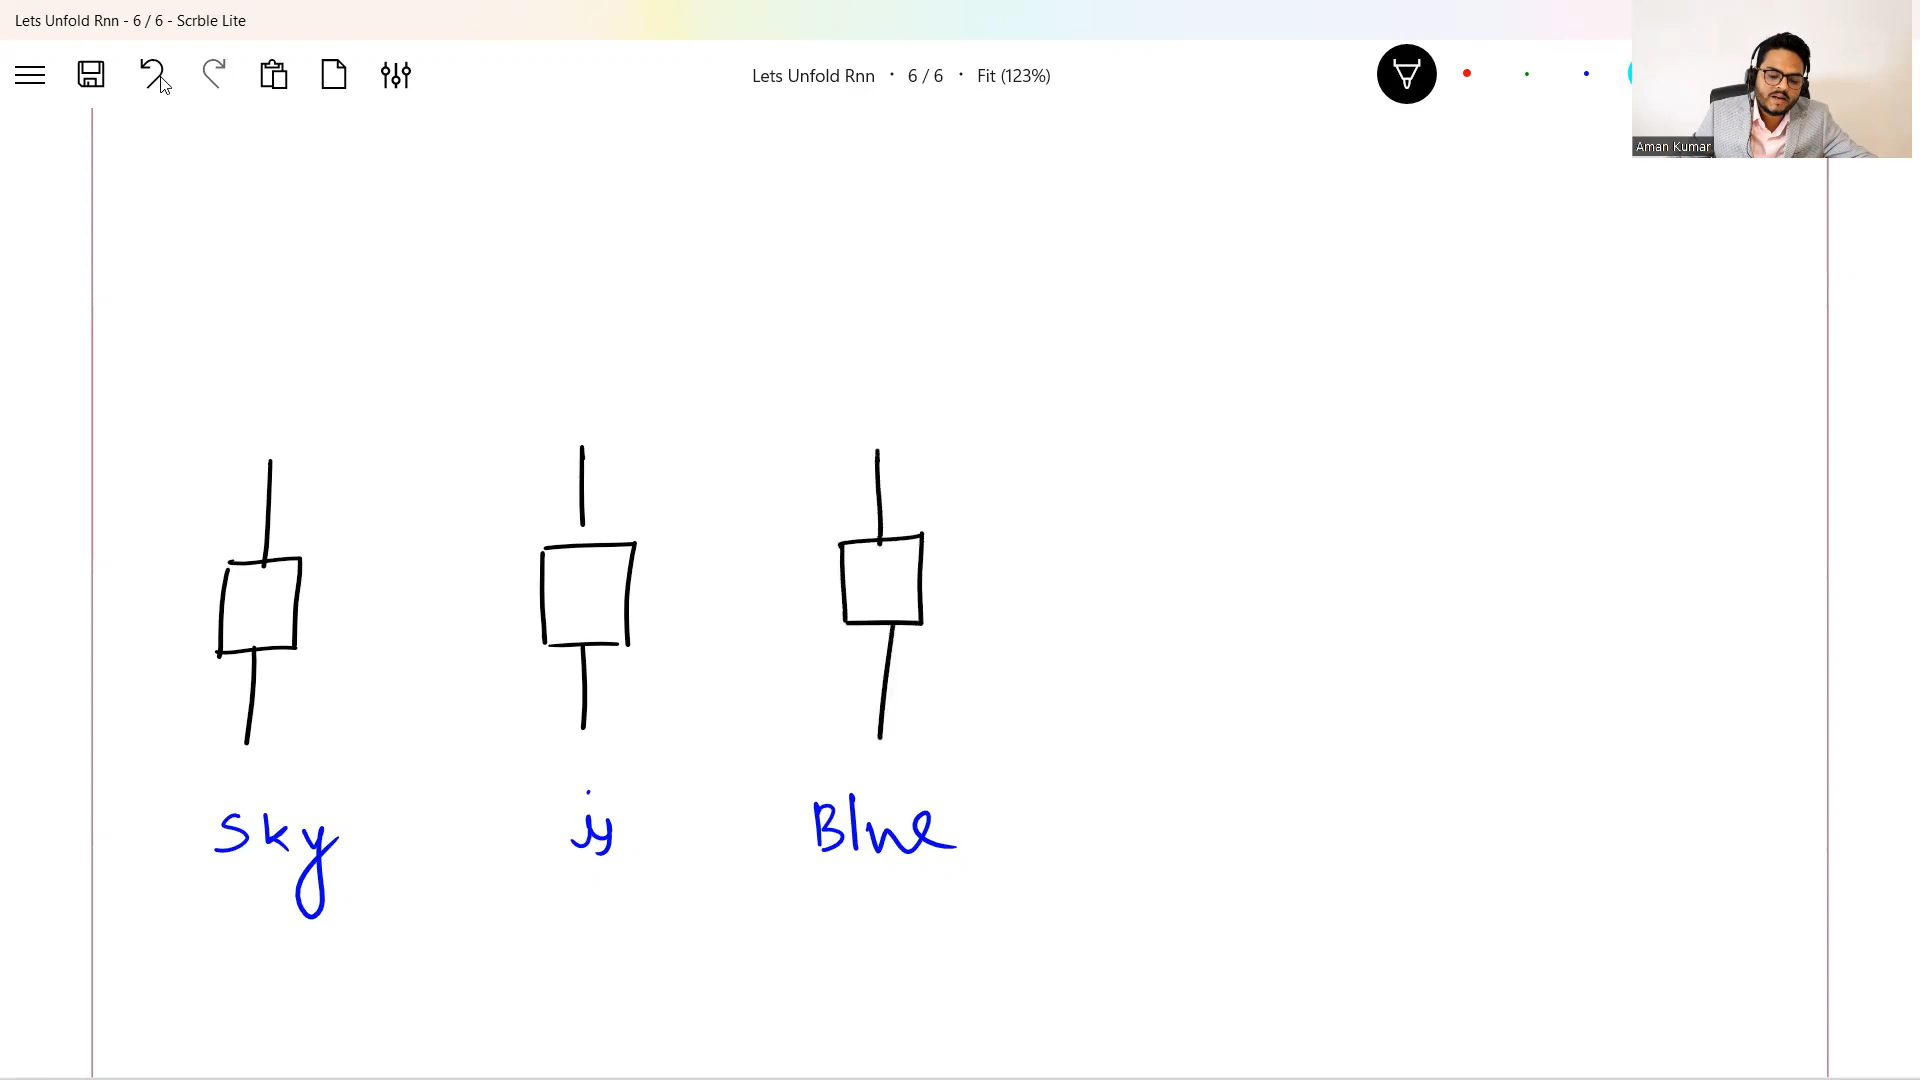 Lets Unfold Rnn - 6 / 6 - Scrble Lite
Lets Unfold Rnn · 6 / 6 · Fit (123%)
Aman Kumar
Sky is Blue